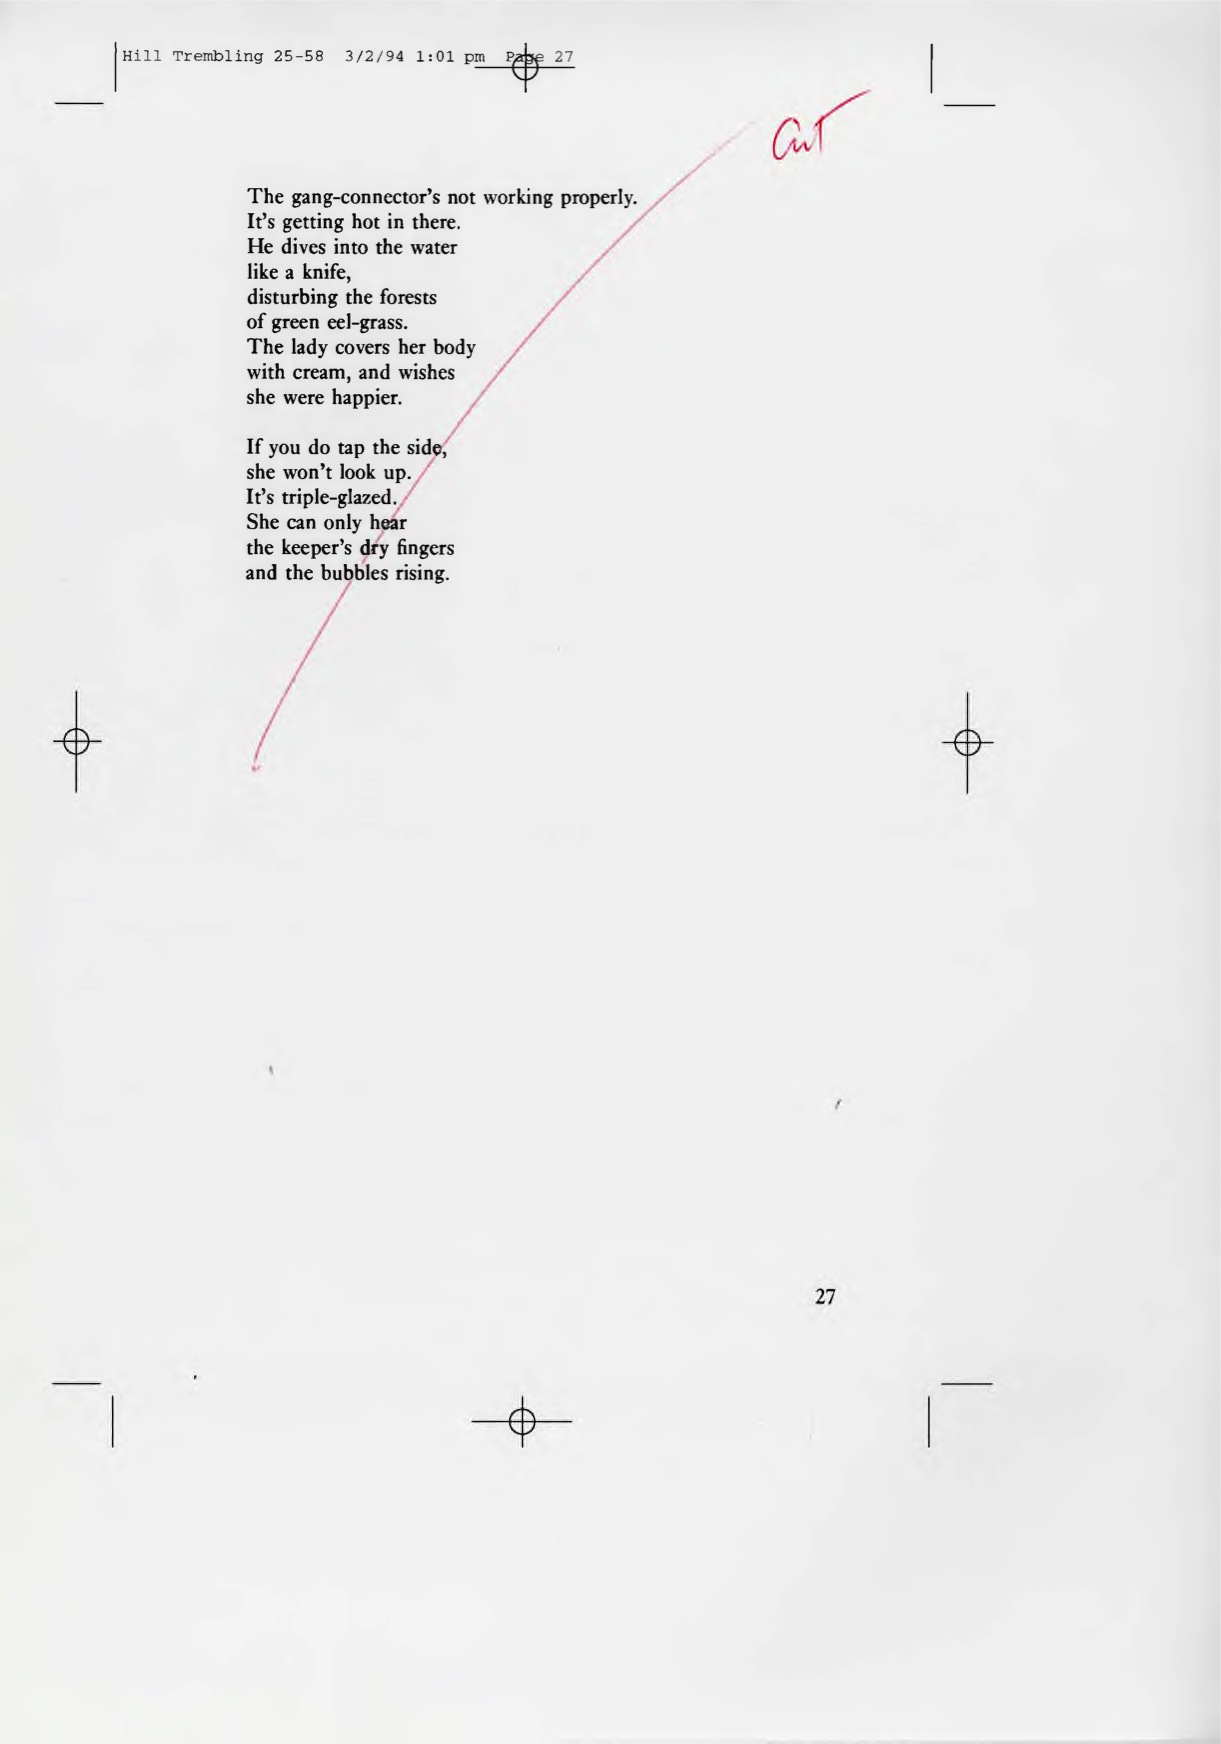 Hill Trembling 25-58 3/2/94 1:01 pm Page 27
Cut
The gang-connector’s not working properly.
It’s getting hot in there.
He dives into the water
like a knife,
disturbing the forests
of green eel-grass.
The lady covers her body
with cream, and wishes
she were happier.

If you do tap the side,
she won’t look up.
It’s triple-glazed.
She can only hear
the keeper’s dry fingers
and the bubbles rising.
27